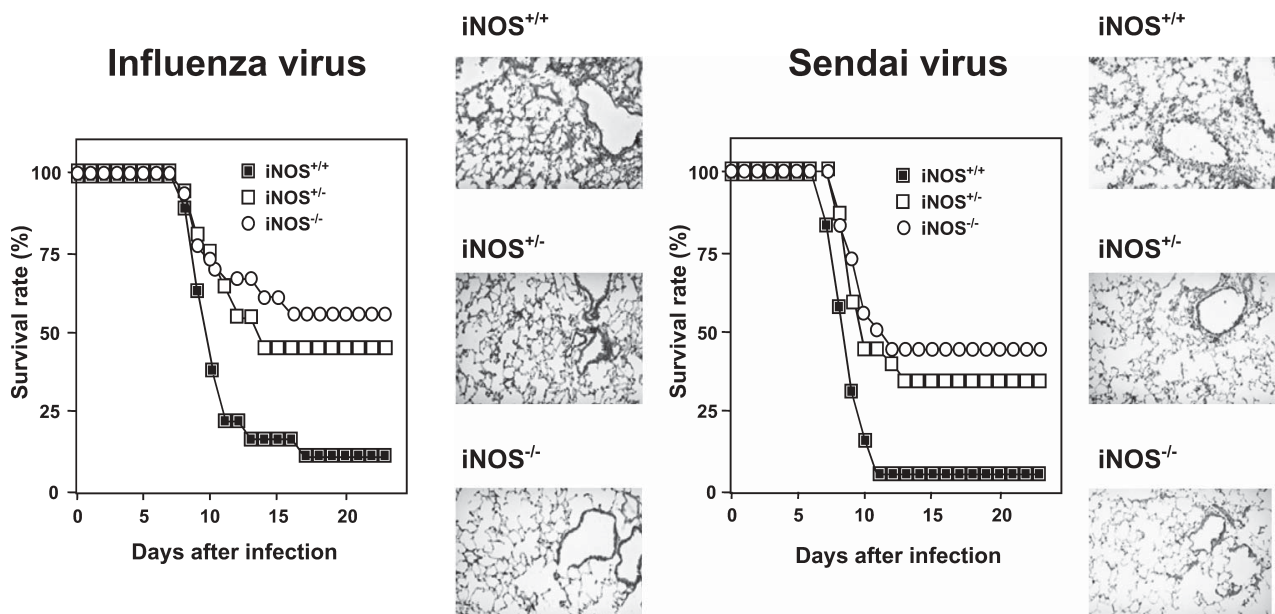 Influenza virus
Survival rate (%)
100
75
50
25
0
0 5 10 15 20
Days after infection
iNOS+/+
iNOS+/-
iNOS-/-
iNOS+/+
iNOS+/-
iNOS-/-
Sendai virus
Survival rate (%)
100
75
50
25
0
0 5 10 15 20
Days after infection
iNOS+/+
iNOS+/-
iNOS-/-
iNOS+/+
iNOS+/-
iNOS-/-